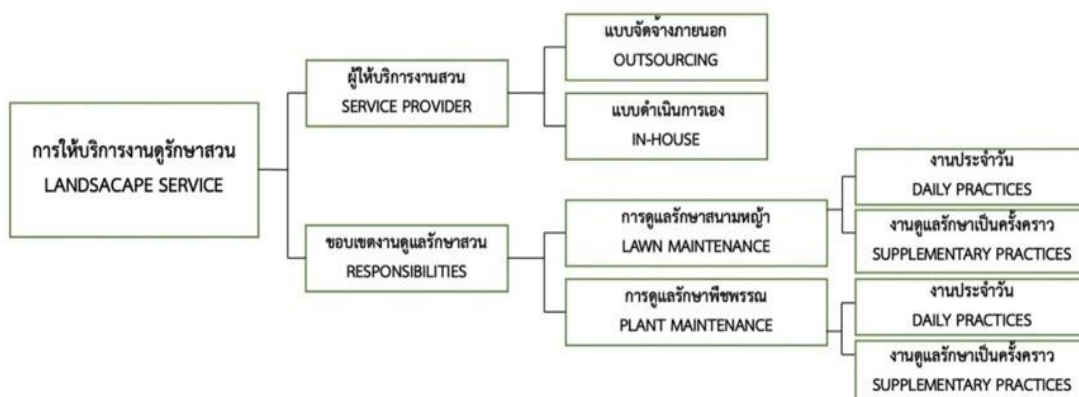 การให้บริการงานดูรักษาสวน
LANDSACAPE SERVICE
ผู้ให้บริการงานสวน
SERVICE PROVIDER
แบบจัดจ้างภายนอก
OUTSOURCING
แบบดำเนินการเอง
IN-HOUSE
ขอบเขตงานดูแลรักษาสวน
RESPONSIBILITIES
การดูแลรักษาสนามหญ้า
LAWN MAINTENANCE
งานประจำวัน
DAILY PRACTICES
งานดูแลรักษาเป็นครั้งคราว
SUPPLEMENTARY PRACTICES
การดูแลรักษาพืชพรรณ
PLANT MAINTENANCE
งานประจำวัน
DAILY PRACTICES
งานดูแลรักษาเป็นครั้งคราว
SUPPLEMENTARY PRACTICES